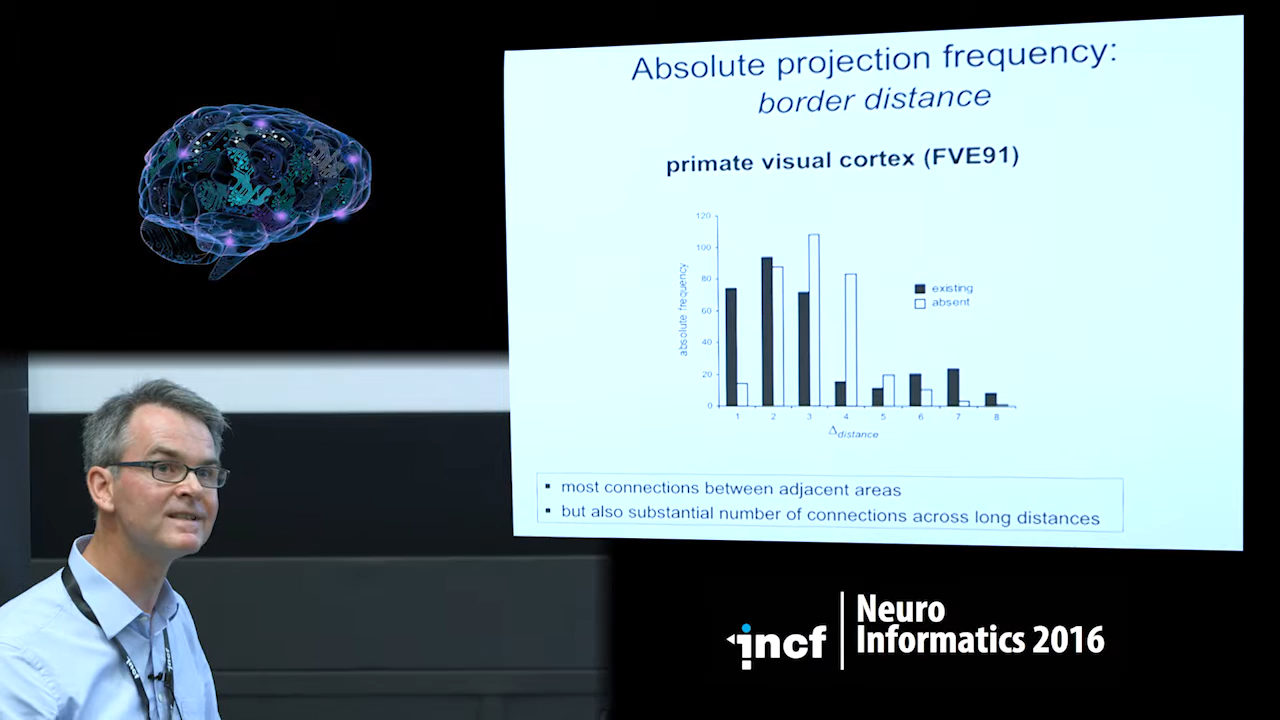 Absolute projection frequency:
border distance
primate visual cortex (FVE91)
120
100
80
60
40
20
0
absolute frequency
existing
absent
1 2 3 4 5 6 7 8
Δdistance
▪ most connections between adjacent areas
▪ but also substantial number of connections across long distances
incf
Neuro
Informatics 2016